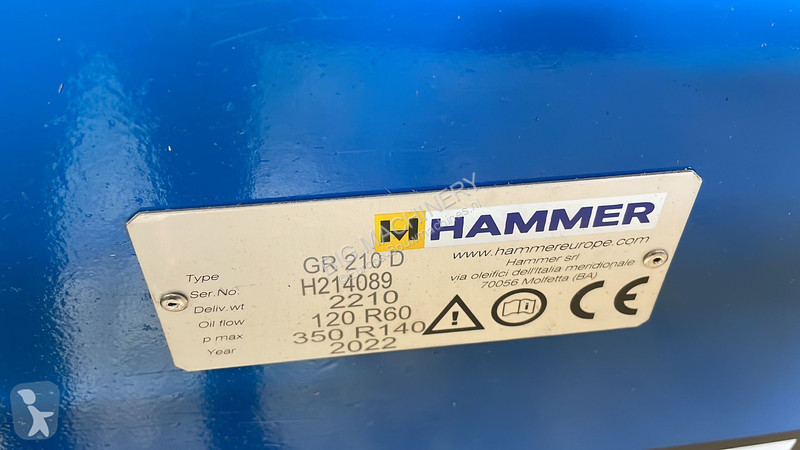 HAMMER
www.hammereurope.com
Hammer srl
via oleifici dell'Italia meridionale
70056 Molfetta (BA)
Type GR 210 D
Ser.No. H214089
Deliv.wt 2210
Oil flow 120 R60
p max 350 R140
Year 2022
CE
MACHINERY